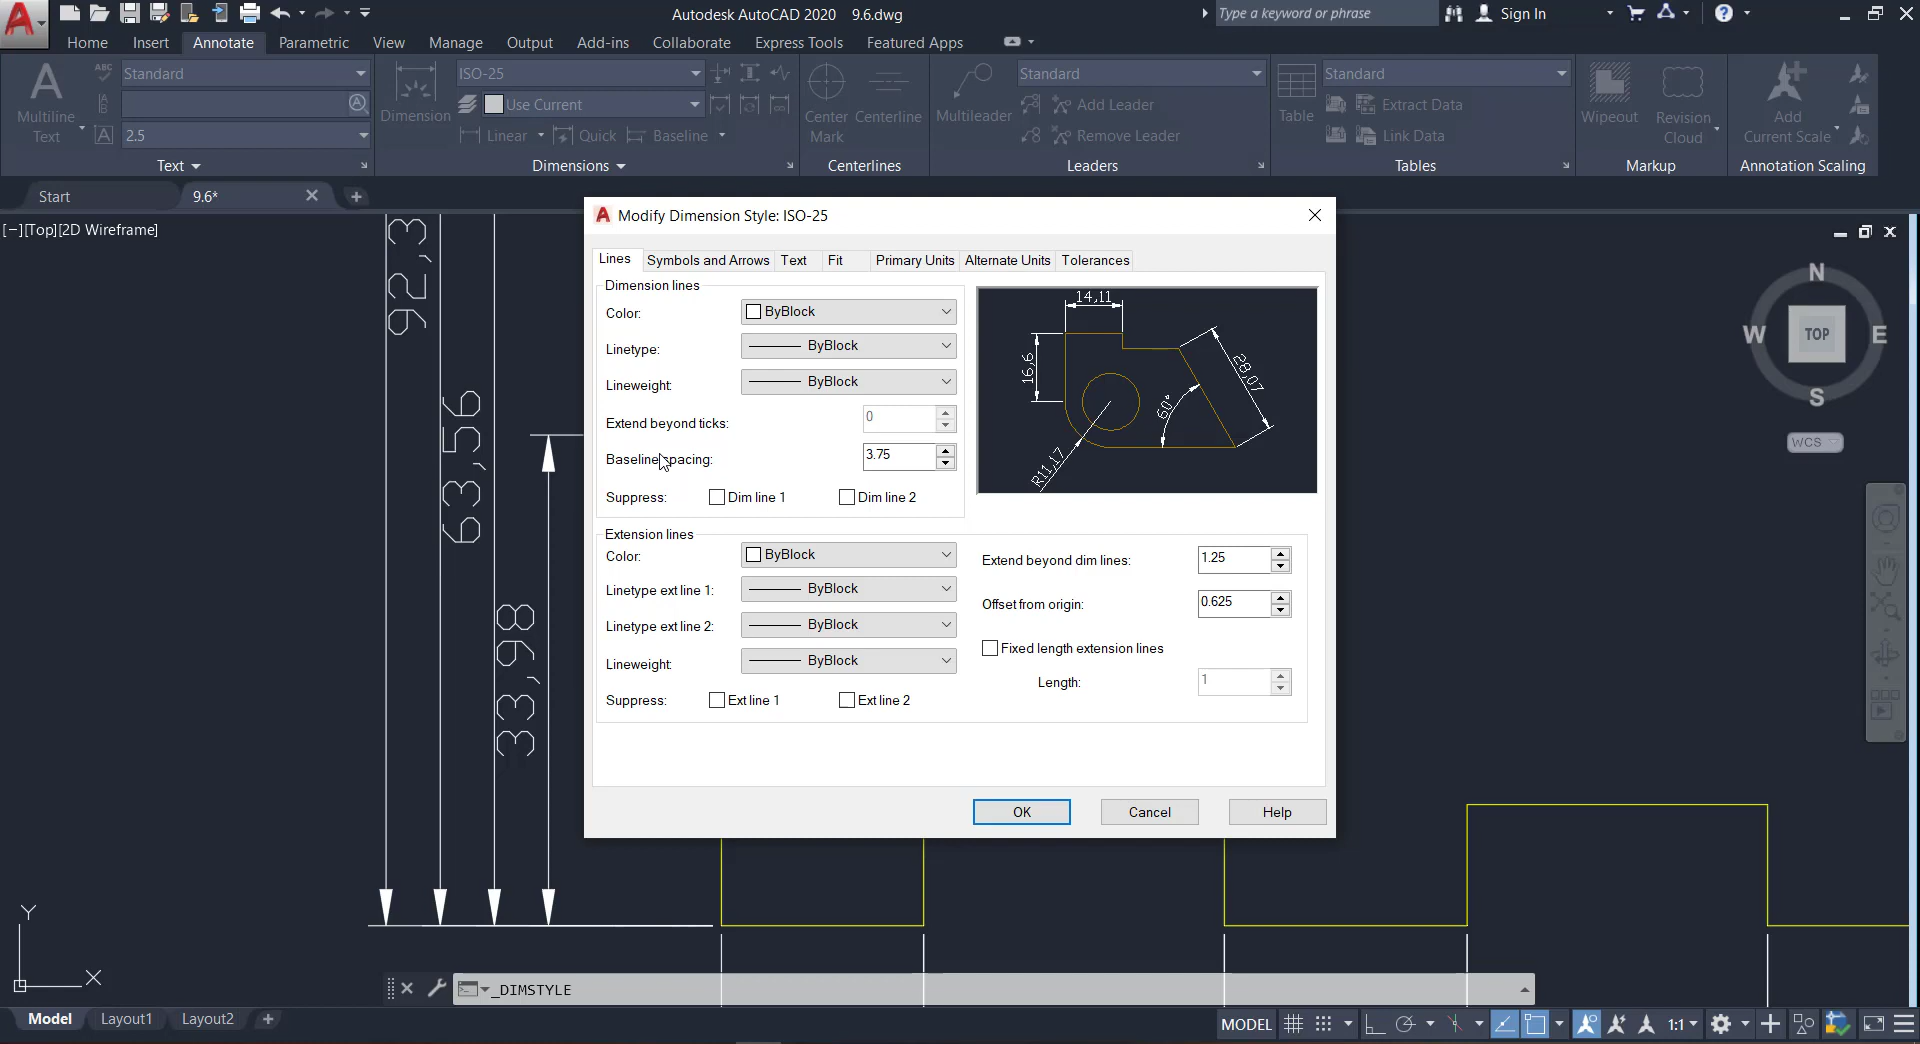 Autodesk AutoCAD 2020 9.6.dwg
Type a keyword or phrase
Sign In
Home Insert Annotate Parametric View Manage Output Add-ins Collaborate Express Tools Featured Apps
Standard
ABC
Multiline
Text
2.5
Text
Dimension
ISO-25
Use Current
Linear Quick Baseline
Dimensions
Center
Mark
Centerline
Centerlines
Multileader
Standard
Add Leader
Remove Leader
Leaders
Table
Standard
Extract Data
Link Data
Tables
Wipeout
Revision
Cloud
Markup
Add
Current Scale
Annotation Scaling
Start
9.6*
[−][Top][2D Wireframe]
92,3
63,56
33,98
Modify Dimension Style: ISO-25
Lines Symbols and Arrows Text Fit Primary Units Alternate Units Tolerances
Dimension lines
Color: ByBlock
Linetype: ByBlock
Lineweight: ByBlock
Extend beyond ticks: 0
Baseline spacing: 3.75
Suppress: Dim line 1 Dim line 2
14,11
16,6
28,07
60°
R11,17
Extension lines
Color: ByBlock
Linetype ext line 1: ByBlock
Linetype ext line 2: ByBlock
Lineweight: ByBlock
Suppress: Ext line 1 Ext line 2
Extend beyond dim lines: 1.25
Offset from origin: 0.625
Fixed length extension lines
Length: 1
OK Cancel Help
N
W TOP E
S
WCS
Y
X
_DIMSTYLE
Model Layout1 Layout2
MODEL 1:1